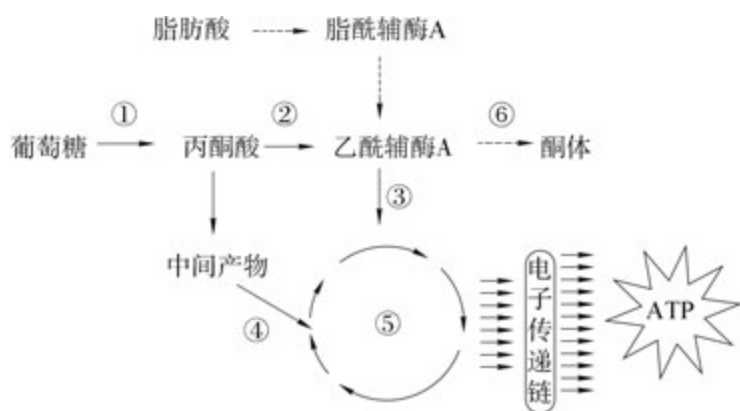 脂肪酸 脂酰辅酶A
① ② ⑥
葡萄糖 丙酮酸 乙酰辅酶A 酮体
③
中间产物
④ ⑤
电子传递链
ATP